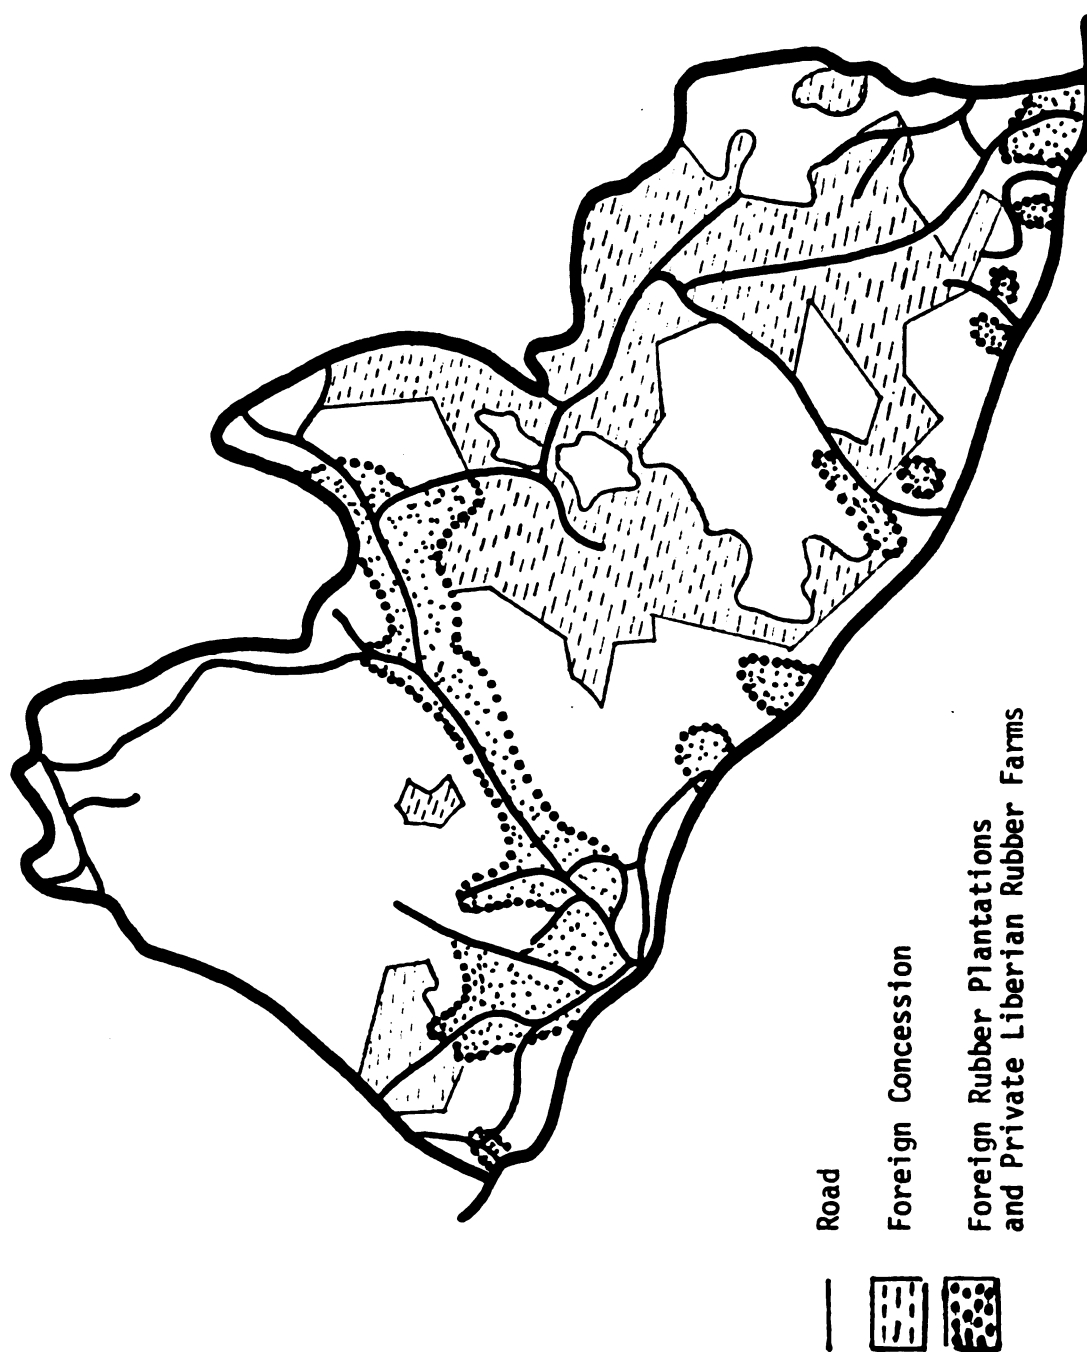 Road
Foreign Concession
Foreign Rubber Plantations
and Private Liberian Rubber Farms